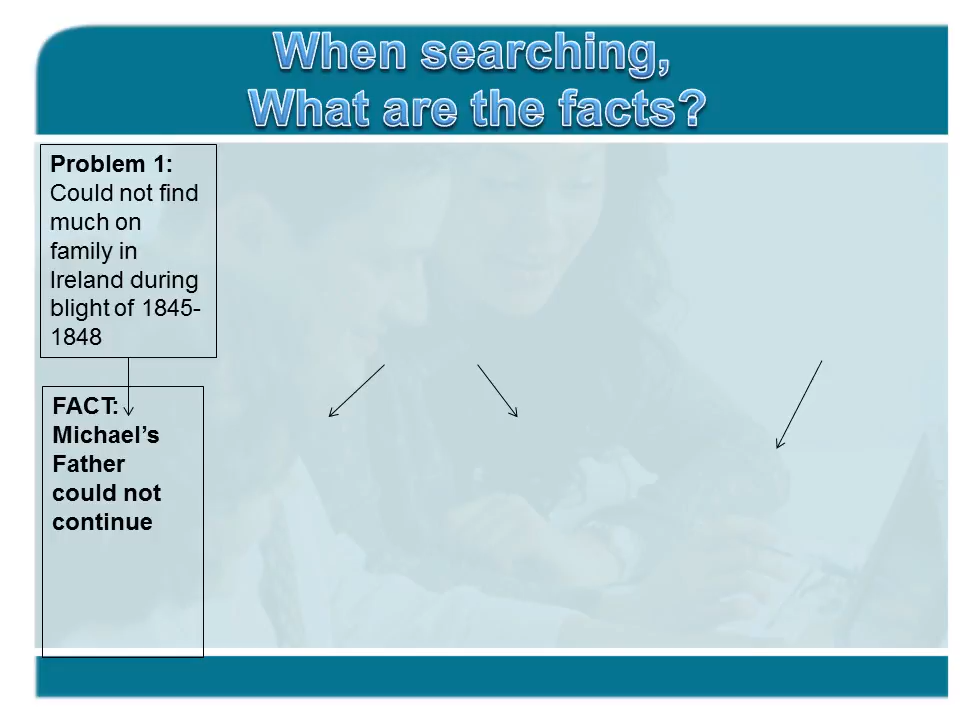 When searching,
What are the facts?
Problem 1:
Could not find
much on
family in
Ireland during
blight of 1845-
1848
FACT:
Michael’s
Father
could not
continue